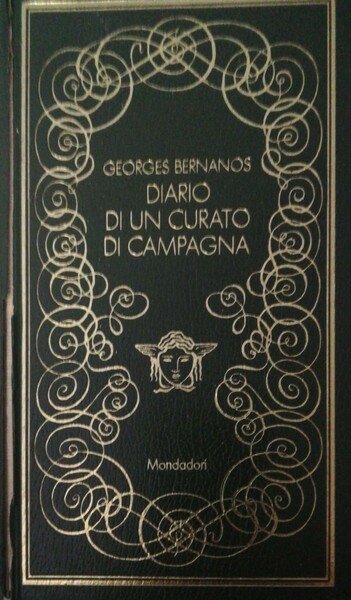 GEORGES BERNANOS
DIARIO
DI UN CURATO
DI CAMPAGNA
Mondadori